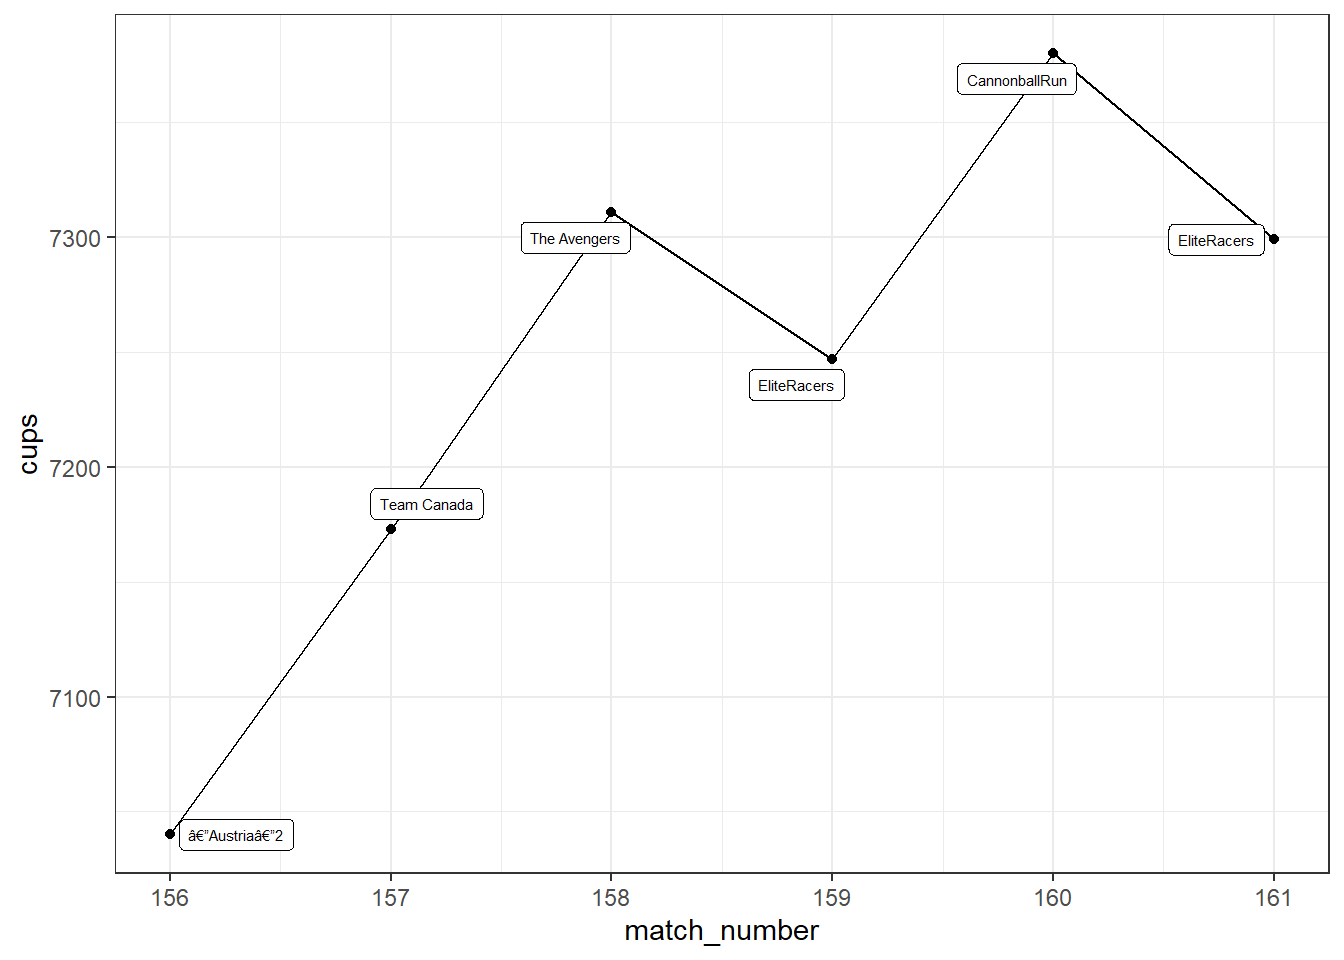 CannonballRun
7300
The Avengers
EliteRacers
EliteRacers
cups
7200
Team Canada
7100
â€”Austriaâ€”2
156 157 158 159 160 161
match_number